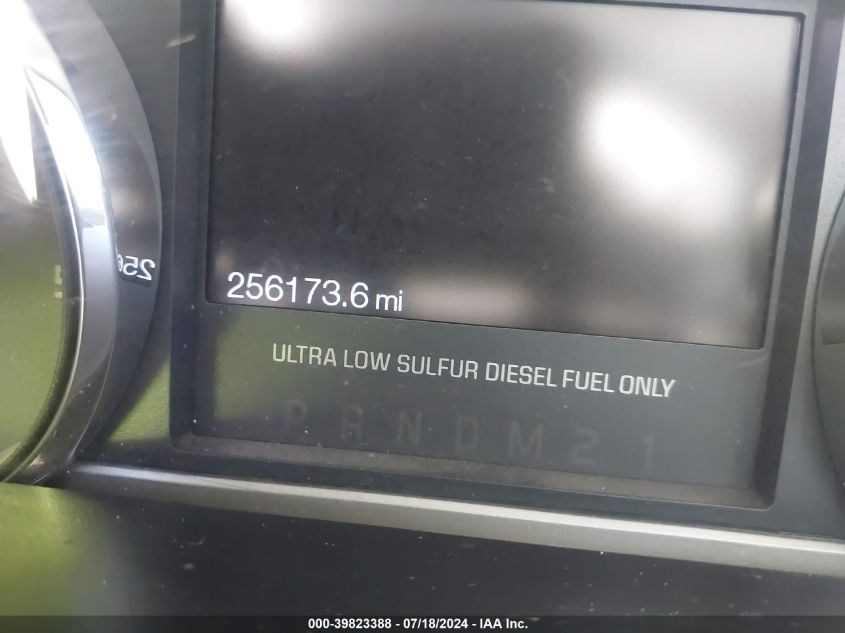 256173.6 mi
ULTRA LOW SULFUR DIESEL FUEL ONLY
P R N D M 2 1
000-39823388 - 07/18/2024 - IAA Inc.